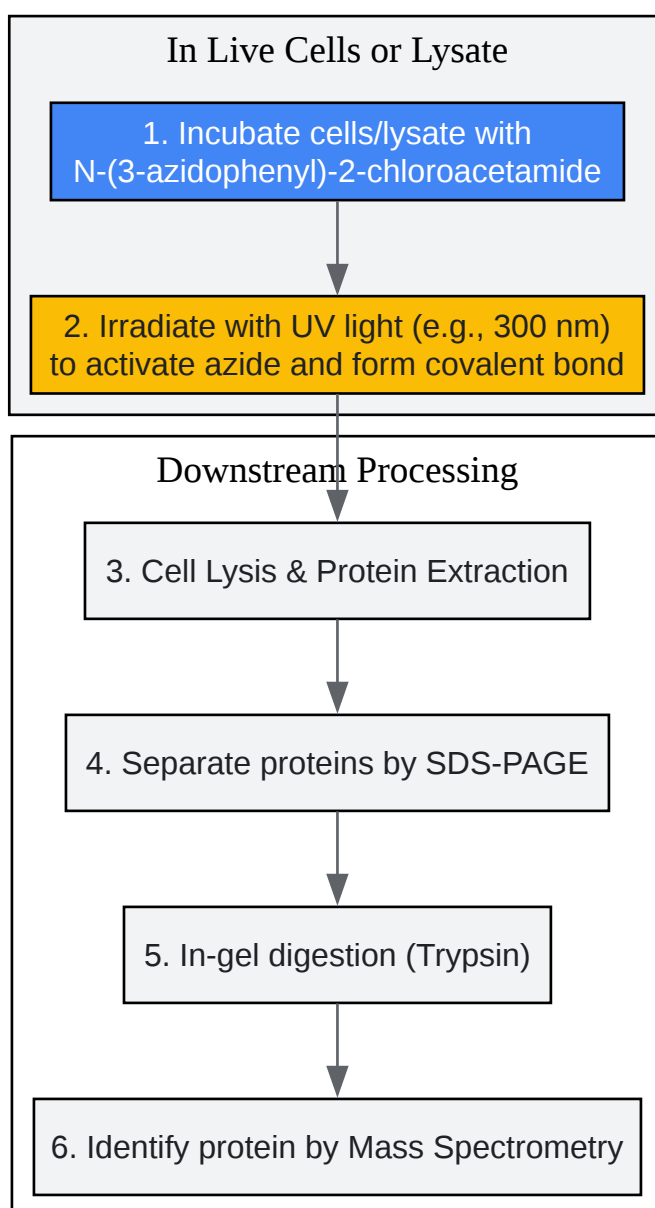 In Live Cells or Lysate
1. Incubate cells/lysate with
N-(3-azidophenyl)-2-chloroacetamide
2. Irradiate with UV light (e.g., 300 nm)
to activate azide and form covalent bond
Downstream Processing
3. Cell Lysis & Protein Extraction
4. Separate proteins by SDS-PAGE
5. In-gel digestion (Trypsin)
6. Identify protein by Mass Spectrometry